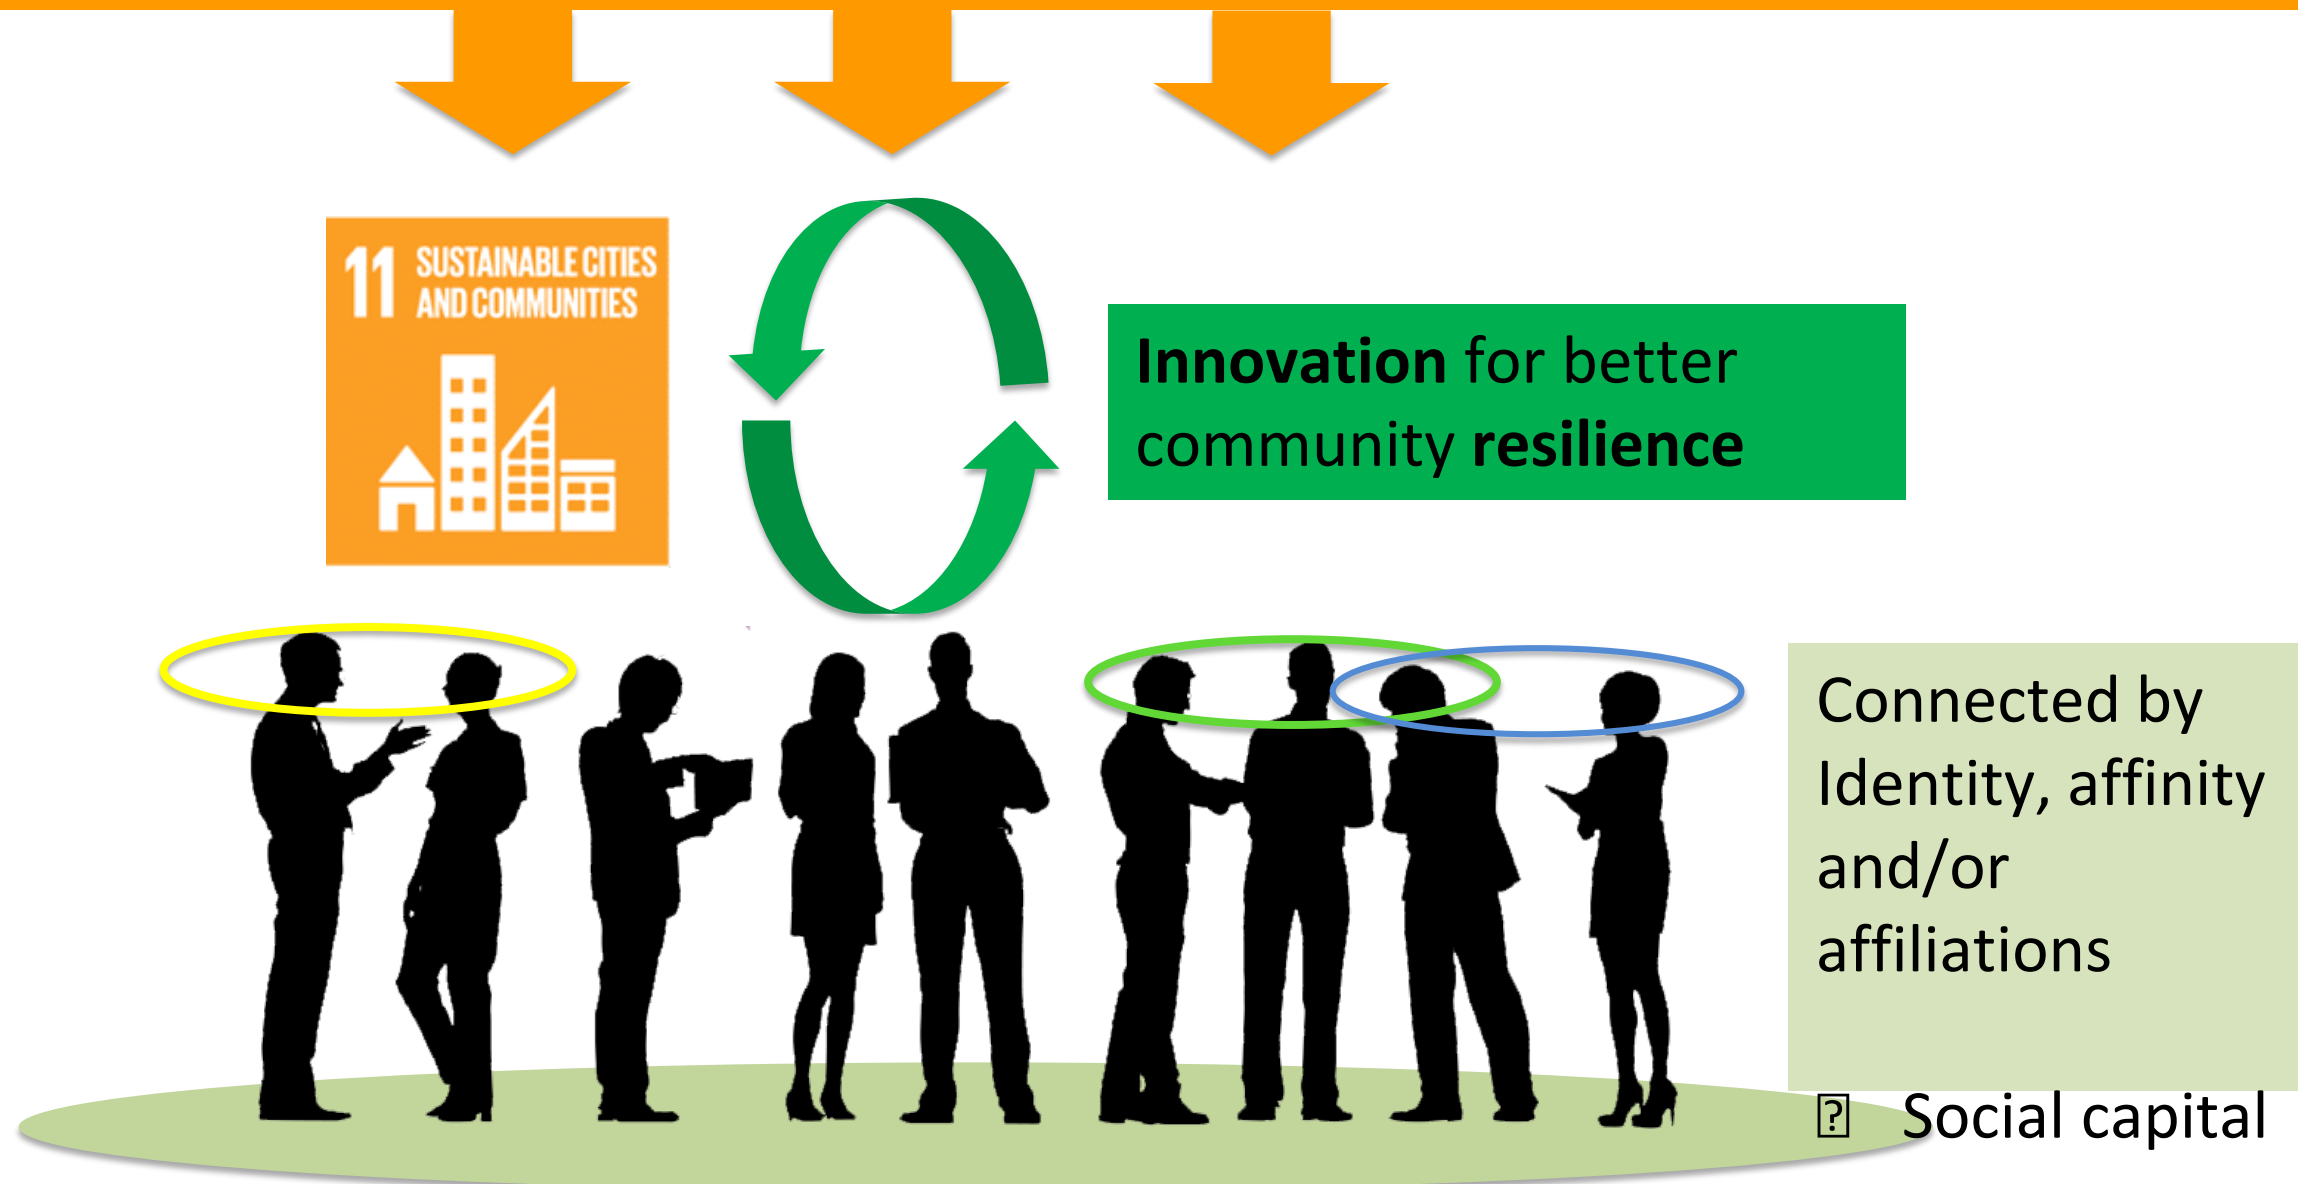 11 SUSTAINABLE CITIES
AND COMMUNITIES
Innovation for better
community resilience
Connected by
Identity, affinity
and/or
affiliations
Social capital